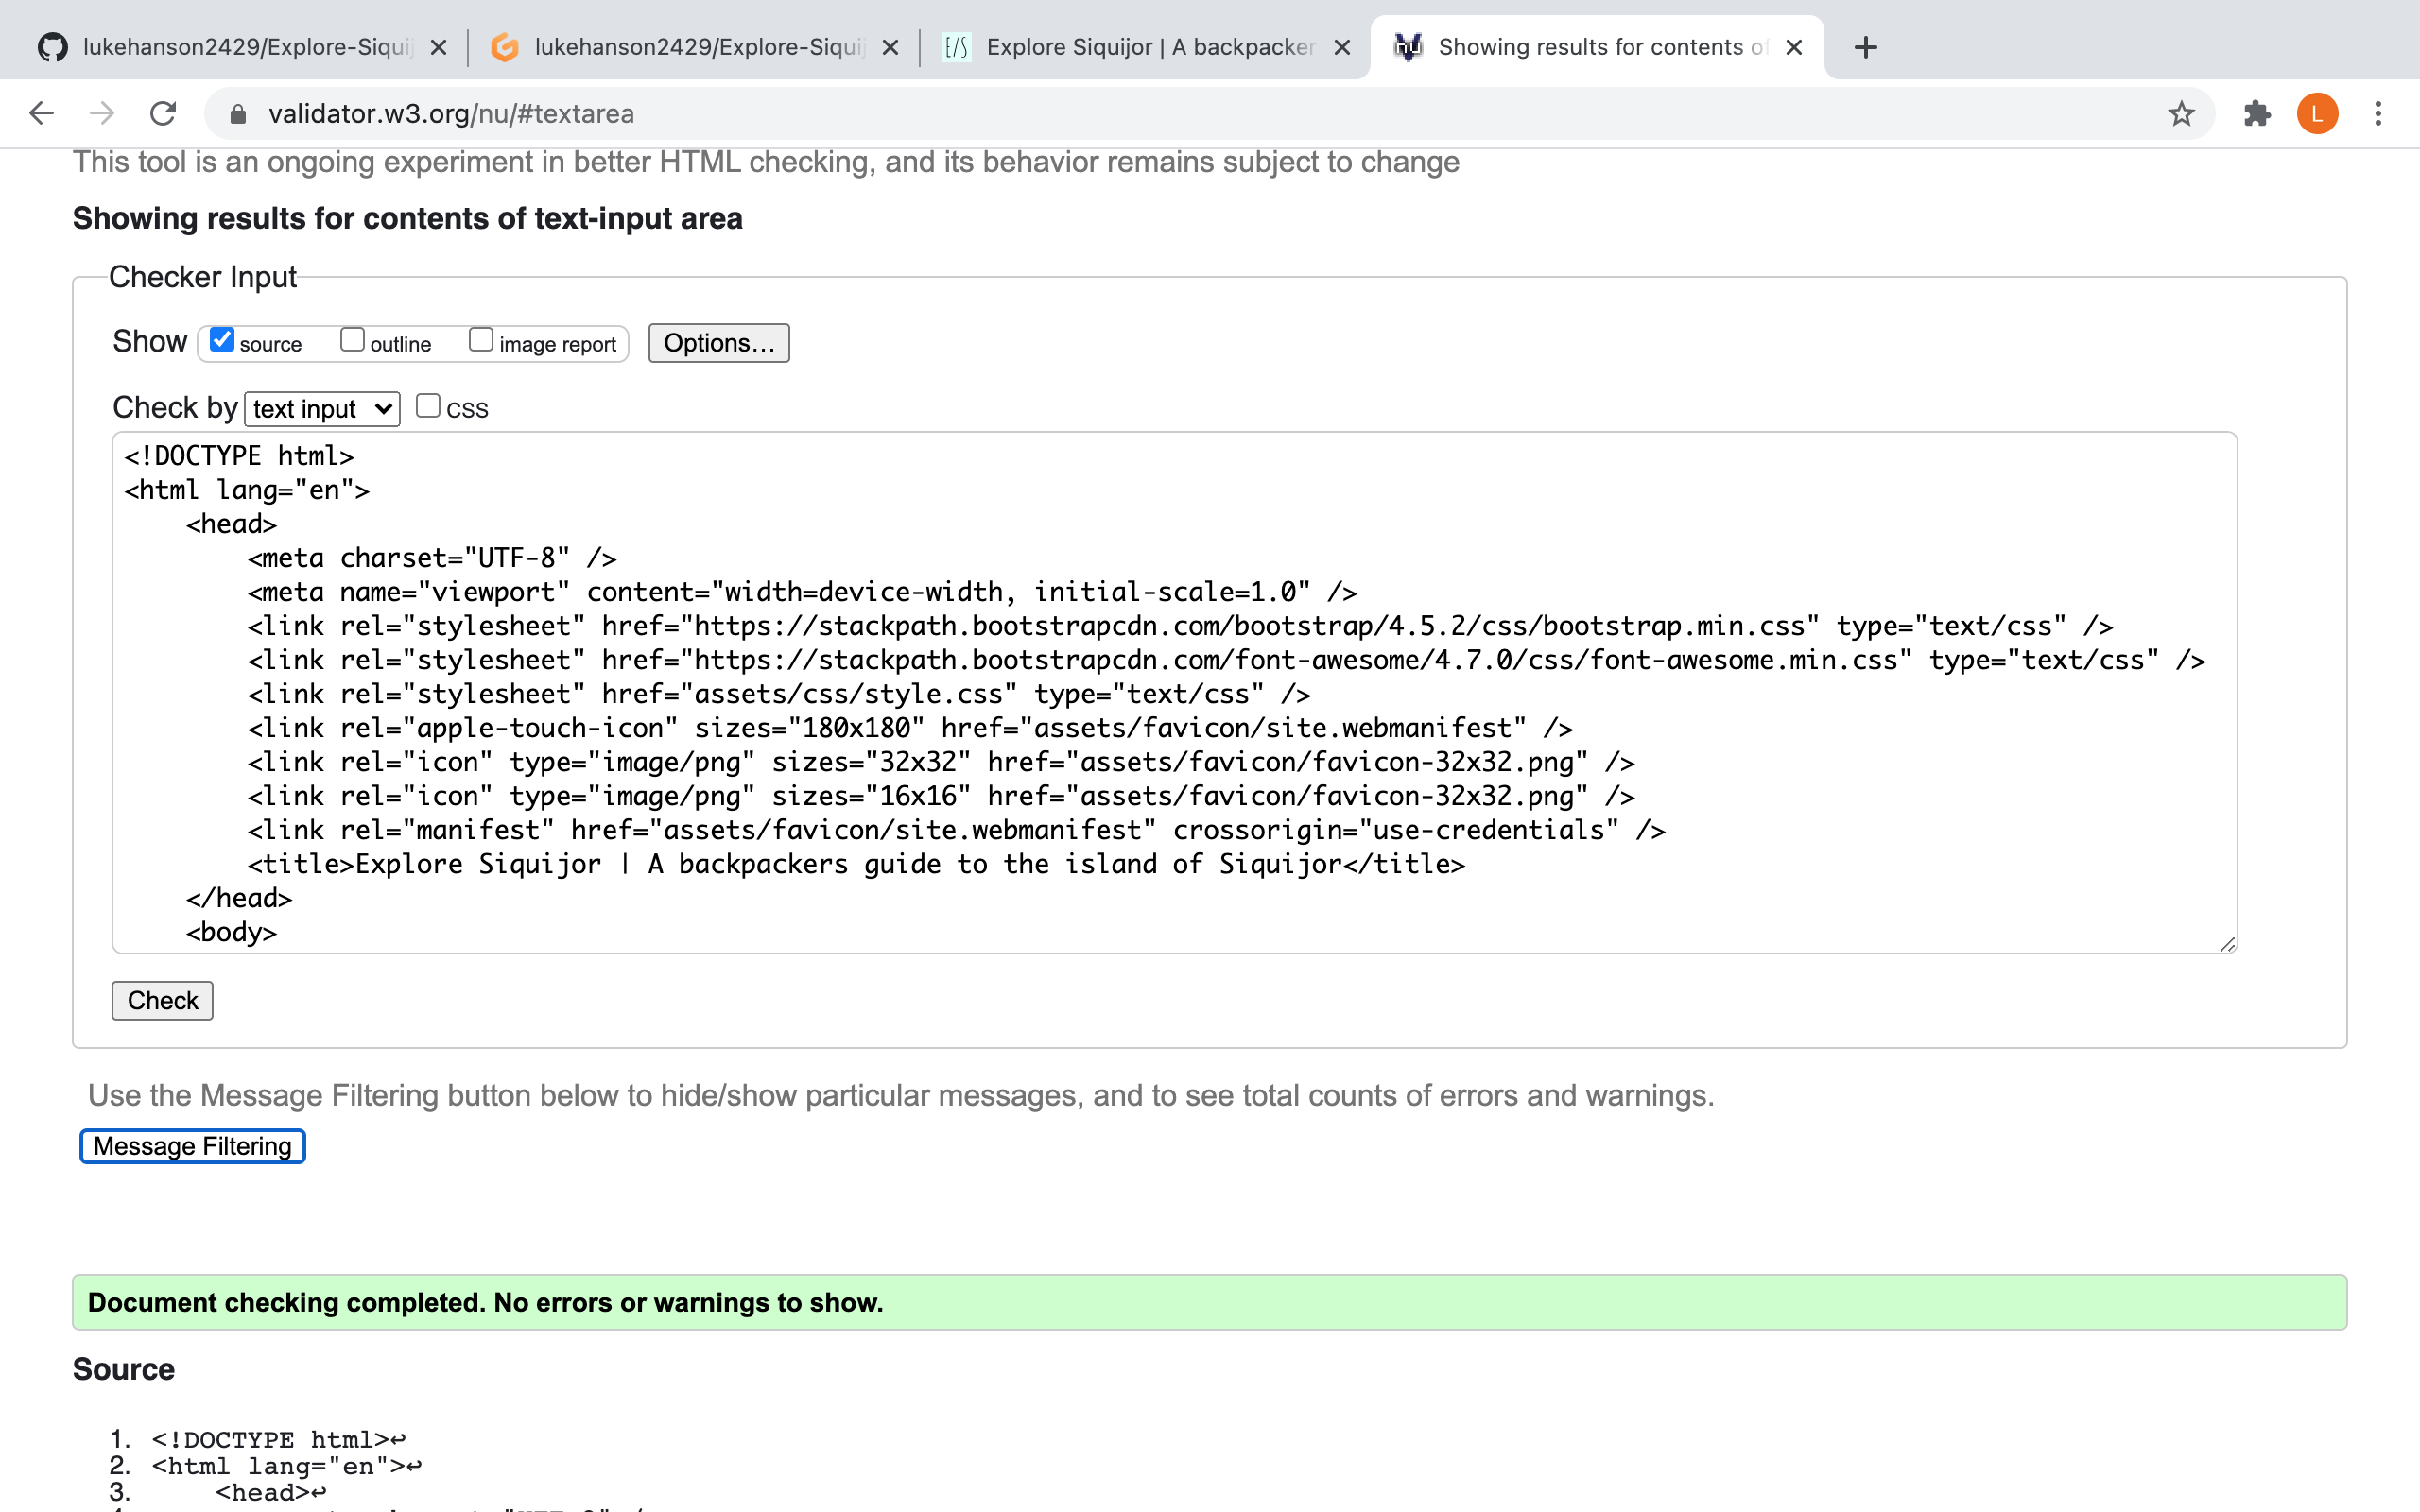 lukehanson2429/Explore-Siquij
lukehanson2429/Explore-Siquij
E/S Explore Siquijor | A backpacker
nu Showing results for contents of
validator.w3.org/nu/#textarea
L
This tool is an ongoing experiment in better HTML checking, and its behavior remains subject to change
Showing results for contents of text-input area
Checker Input
Show source outline image report Options...
Check by text input CSS
<!DOCTYPE html>
<html lang="en">
    <head>
        <meta charset="UTF-8" />
        <meta name="viewport" content="width=device-width, initial-scale=1.0" />
        <link rel="stylesheet" href="https://stackpath.bootstrapcdn.com/bootstrap/4.5.2/css/bootstrap.min.css" type="text/css" />
        <link rel="stylesheet" href="https://stackpath.bootstrapcdn.com/font-awesome/4.7.0/css/font-awesome.min.css" type="text/css" />
        <link rel="stylesheet" href="assets/css/style.css" type="text/css" />
        <link rel="apple-touch-icon" sizes="180x180" href="assets/favicon/site.webmanifest" />
        <link rel="icon" type="image/png" sizes="32x32" href="assets/favicon/favicon-32x32.png" />
        <link rel="icon" type="image/png" sizes="16x16" href="assets/favicon/favicon-32x32.png" />
        <link rel="manifest" href="assets/favicon/site.webmanifest" crossorigin="use-credentials" />
        <title>Explore Siquijor | A backpackers guide to the island of Siquijor</title>
    </head>
    <body>
Check
Use the Message Filtering button below to hide/show particular messages, and to see total counts of errors and warnings.
Message Filtering
Document checking completed. No errors or warnings to show.
Source
1. <!DOCTYPE html>↩
2. <html lang="en">↩
3.     <head>↩